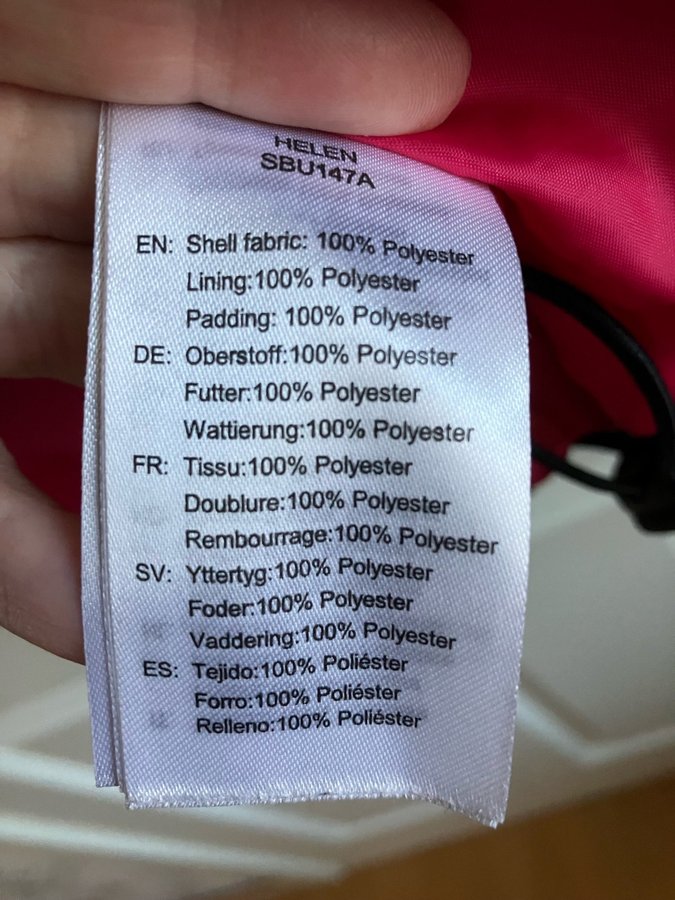 HELEN
SBU147A
EN: Shell fabric: 100% Polyester
Lining:100% Polyester
Padding: 100% Polyester
DE: Oberstoff:100% Polyester
Futter:100% Polyester
Wattierung:100% Polyester
FR: Tissu:100% Polyester
Doublure:100% Polyester
Rembourrage:100% Polyester
SV: Yttertyg:100% Polyester
Foder:100% Polyester
Vaddering:100% Polyester
ES: Tejido:100% Poliéster
Forro:100% Poliéster
Relleno:100% Poliéster